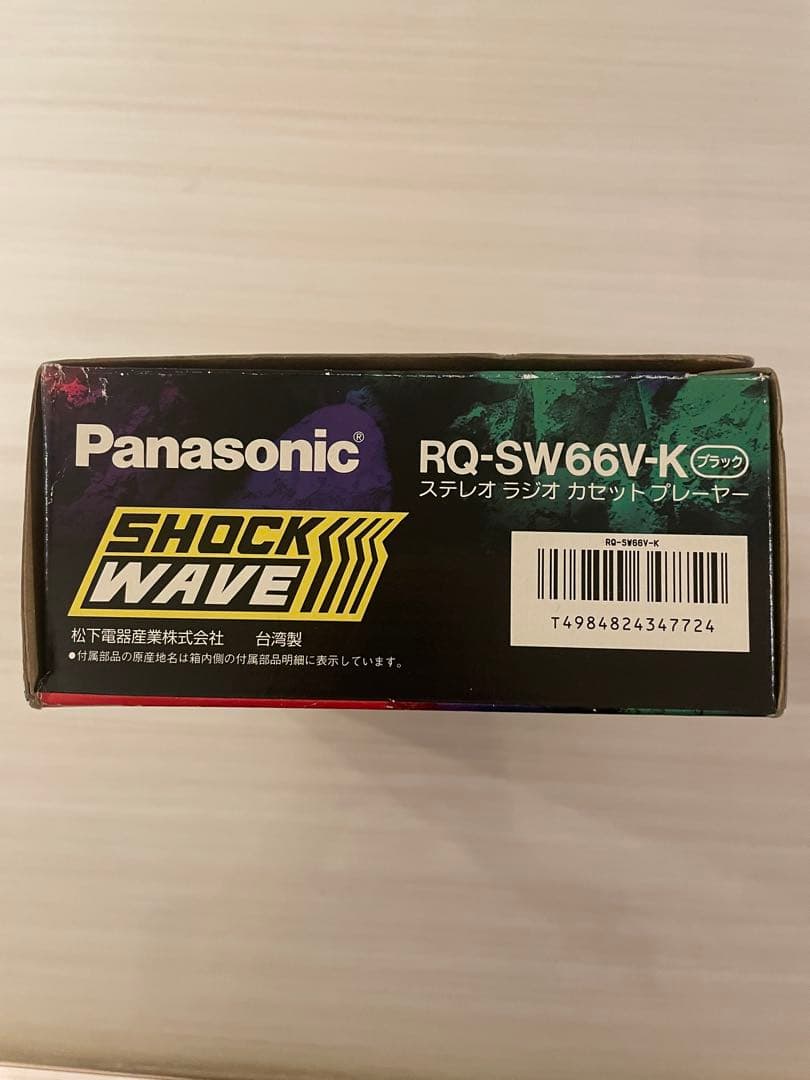 Panasonic®
SHOCK
WAVE
松下電器産業株式会社 台湾製
●付属部品の原産地名は箱内側の付属部品明細に表示しています。
RQ-SW66V-K ブラック
ステレオ ラジオ カセット プレーヤー
RQ-SW66V-K
T4984824347724